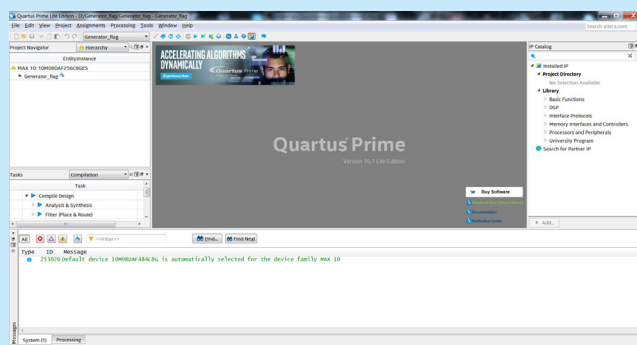 Quartus Prime Lite Edition - D:/Generator_flag/Generator_flag - Generator_flag
File Edit View Project Assignments Processing Tools Window Help
Search altera.com
Generator_flag
Project Navigator Hierarchy
Entity:Instance
MAX 10: 10M08DAF256C8GES
Generator_flag
ACCELERATING ALGORITHMS
DYNAMICALLY
Quartus Prime
Quartus Prime
Version 16.1 Lite Edition
Buy Software
Documentation
Notification Center
IP Catalog
Installed IP
Project Directory
No Selection Available
Library
Basic Functions
DSP
Interface Protocols
Memory Interfaces and Controllers
Processors and Peripherals
University Program
Search for Partner IP
+ Add...
Tasks Compilation
Task
Compile Design
Analysis & Synthesis
Fitter (Place & Route)
All
<<Filter>>
Find...
Find Next
Type ID Message
253020 Default device 10M08DAF484C8G is automatically selected for the device family MAX 10
Messages
System (1) Processing